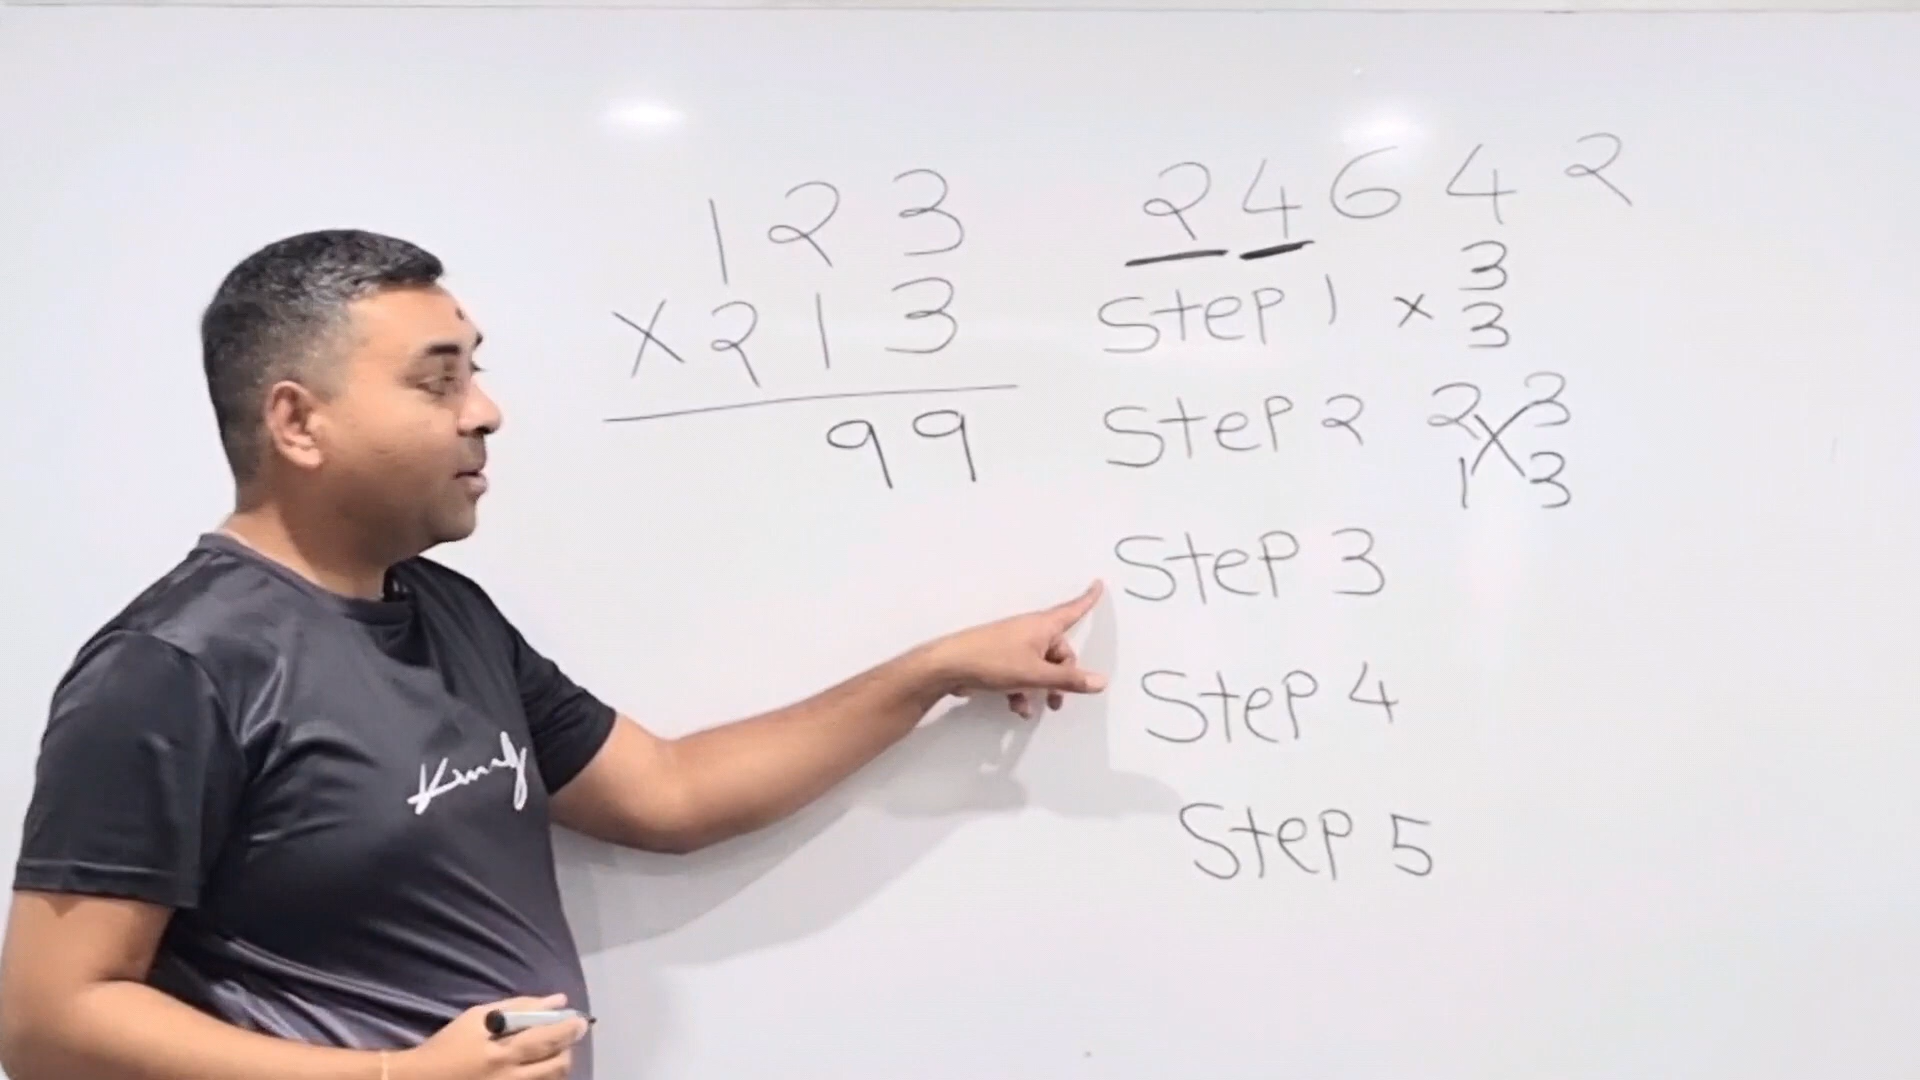 123
×213
99
24642
Step 1 × 3
3
Step 2 2 3
1 3
Step 3
Step 4
Step 5